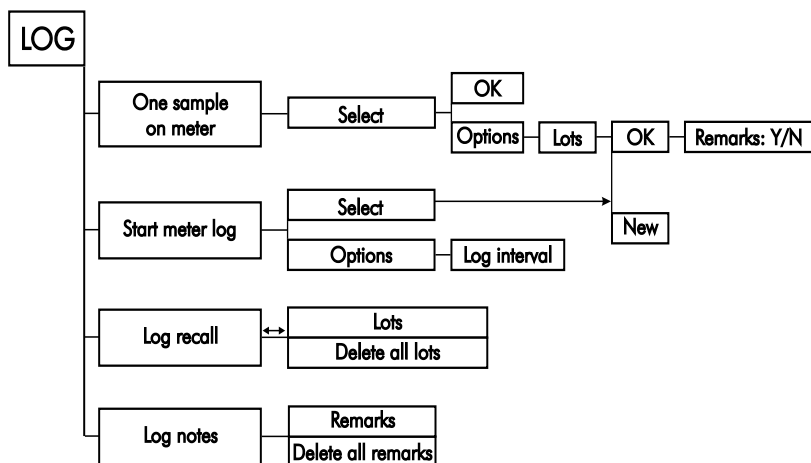 LOG
One sample
on meter
Select
OK
Options
Lots
OK
Remarks: Y/N
New
Start meter log
Select
Options
Log interval
Log recall
Lots
Delete all lots
Log notes
Remarks
Delete all remarks